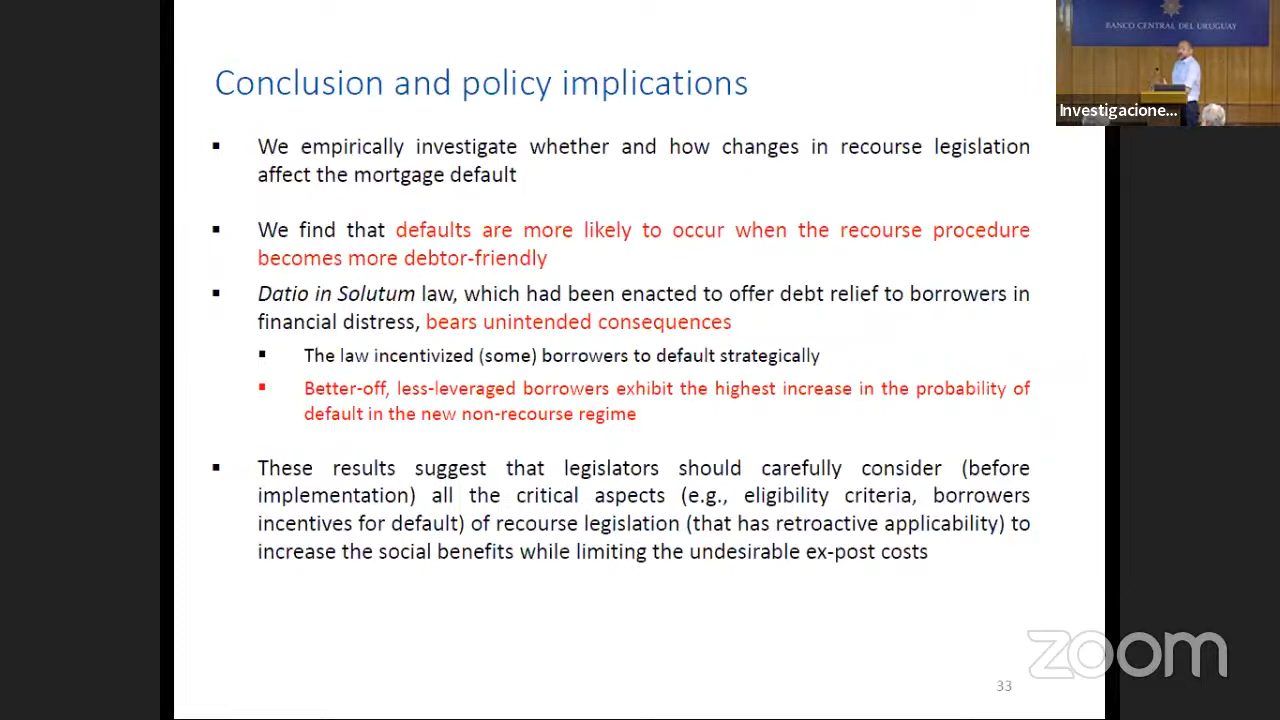 BANCO CENTRAL DEL URUGUAY
Investigacione...
Conclusion and policy implications
▪ We empirically investigate whether and how changes in recourse legislation
affect the mortgage default
▪ We find that defaults are more likely to occur when the recourse procedure
becomes more debtor-friendly
▪ Datio in Solutum law, which had been enacted to offer debt relief to borrowers in
financial distress, bears unintended consequences
▪ The law incentivized (some) borrowers to default strategically
▪ Better-off, less-leveraged borrowers exhibit the highest increase in the probability of
default in the new non-recourse regime
▪ These results suggest that legislators should carefully consider (before
implementation) all the critical aspects (e.g., eligibility criteria, borrowers
incentives for default) of recourse legislation (that has retroactive applicability) to
increase the social benefits while limiting the undesirable ex-post costs
zoom
33